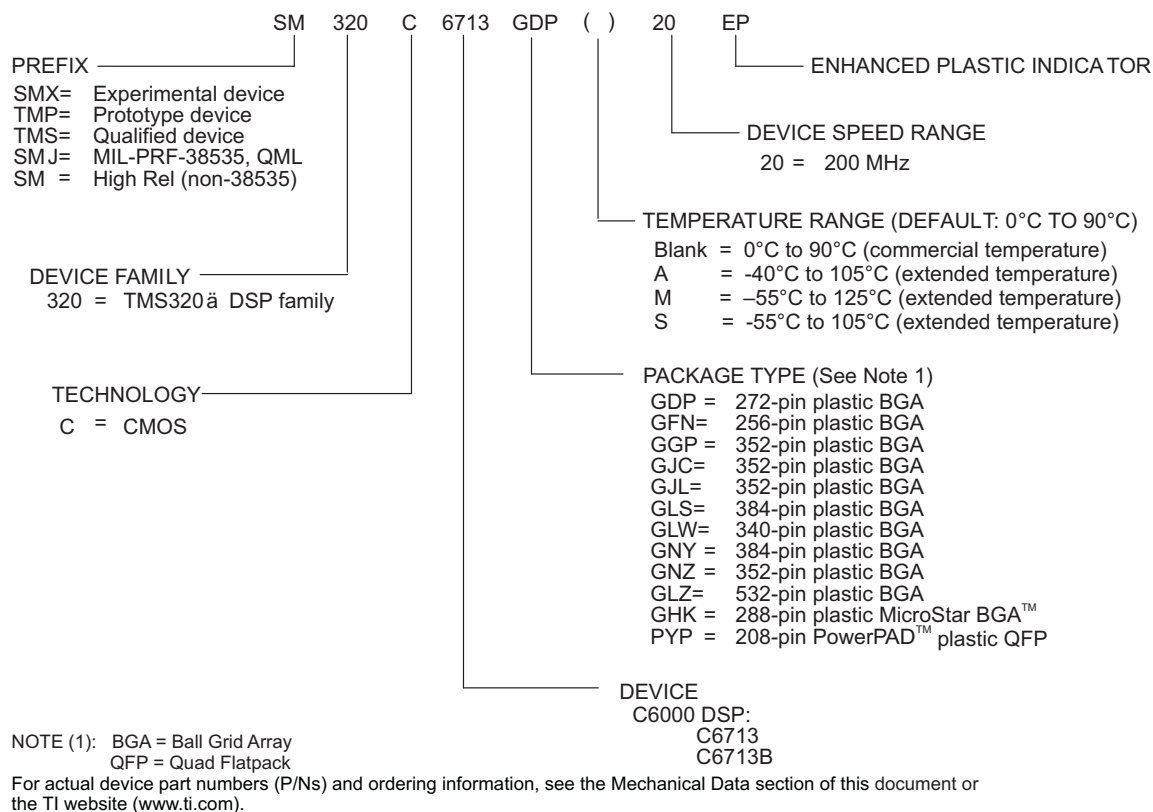 SM 320 C 6713 GDP ( ) 20 EP
PREFIX
SMX= Experimental device
TMP= Prototype device
TMS= Qualified device
SMJ= MIL-PRF-38535, QML
SM = High Rel (non-38535)
ENHANCED PLASTIC INDICA TOR
DEVICE SPEED RANGE
20 = 200 MHz
TEMPERATURE RANGE (DEFAULT: 0°C TO 90°C)
Blank = 0°C to 90°C (commercial temperature)
A = -40°C to 105°C (extended temperature)
M = –55°C to 125°C (extended temperature)
S = -55°C to 105°C (extended temperature)
DEVICE FAMILY
320 = TMS320ä DSP family
TECHNOLOGY
C = CMOS
PACKAGE TYPE (See Note 1)
GDP = 272-pin plastic BGA
GFN= 256-pin plastic BGA
GGP = 352-pin plastic BGA
GJC= 352-pin plastic BGA
GJL= 352-pin plastic BGA
GLS= 384-pin plastic BGA
GLW= 340-pin plastic BGA
GNY = 384-pin plastic BGA
GNZ = 352-pin plastic BGA
GLZ= 532-pin plastic BGA
GHK = 288-pin plastic MicroStar BGA™
PYP = 208-pin PowerPAD™ plastic QFP
DEVICE
C6000 DSP:
C6713
C6713B
NOTE (1): BGA = Ball Grid Array
QFP = Quad Flatpack
For actual device part numbers (P/Ns) and ordering information, see the Mechanical Data section of this document or
the TI website (www.ti.com).